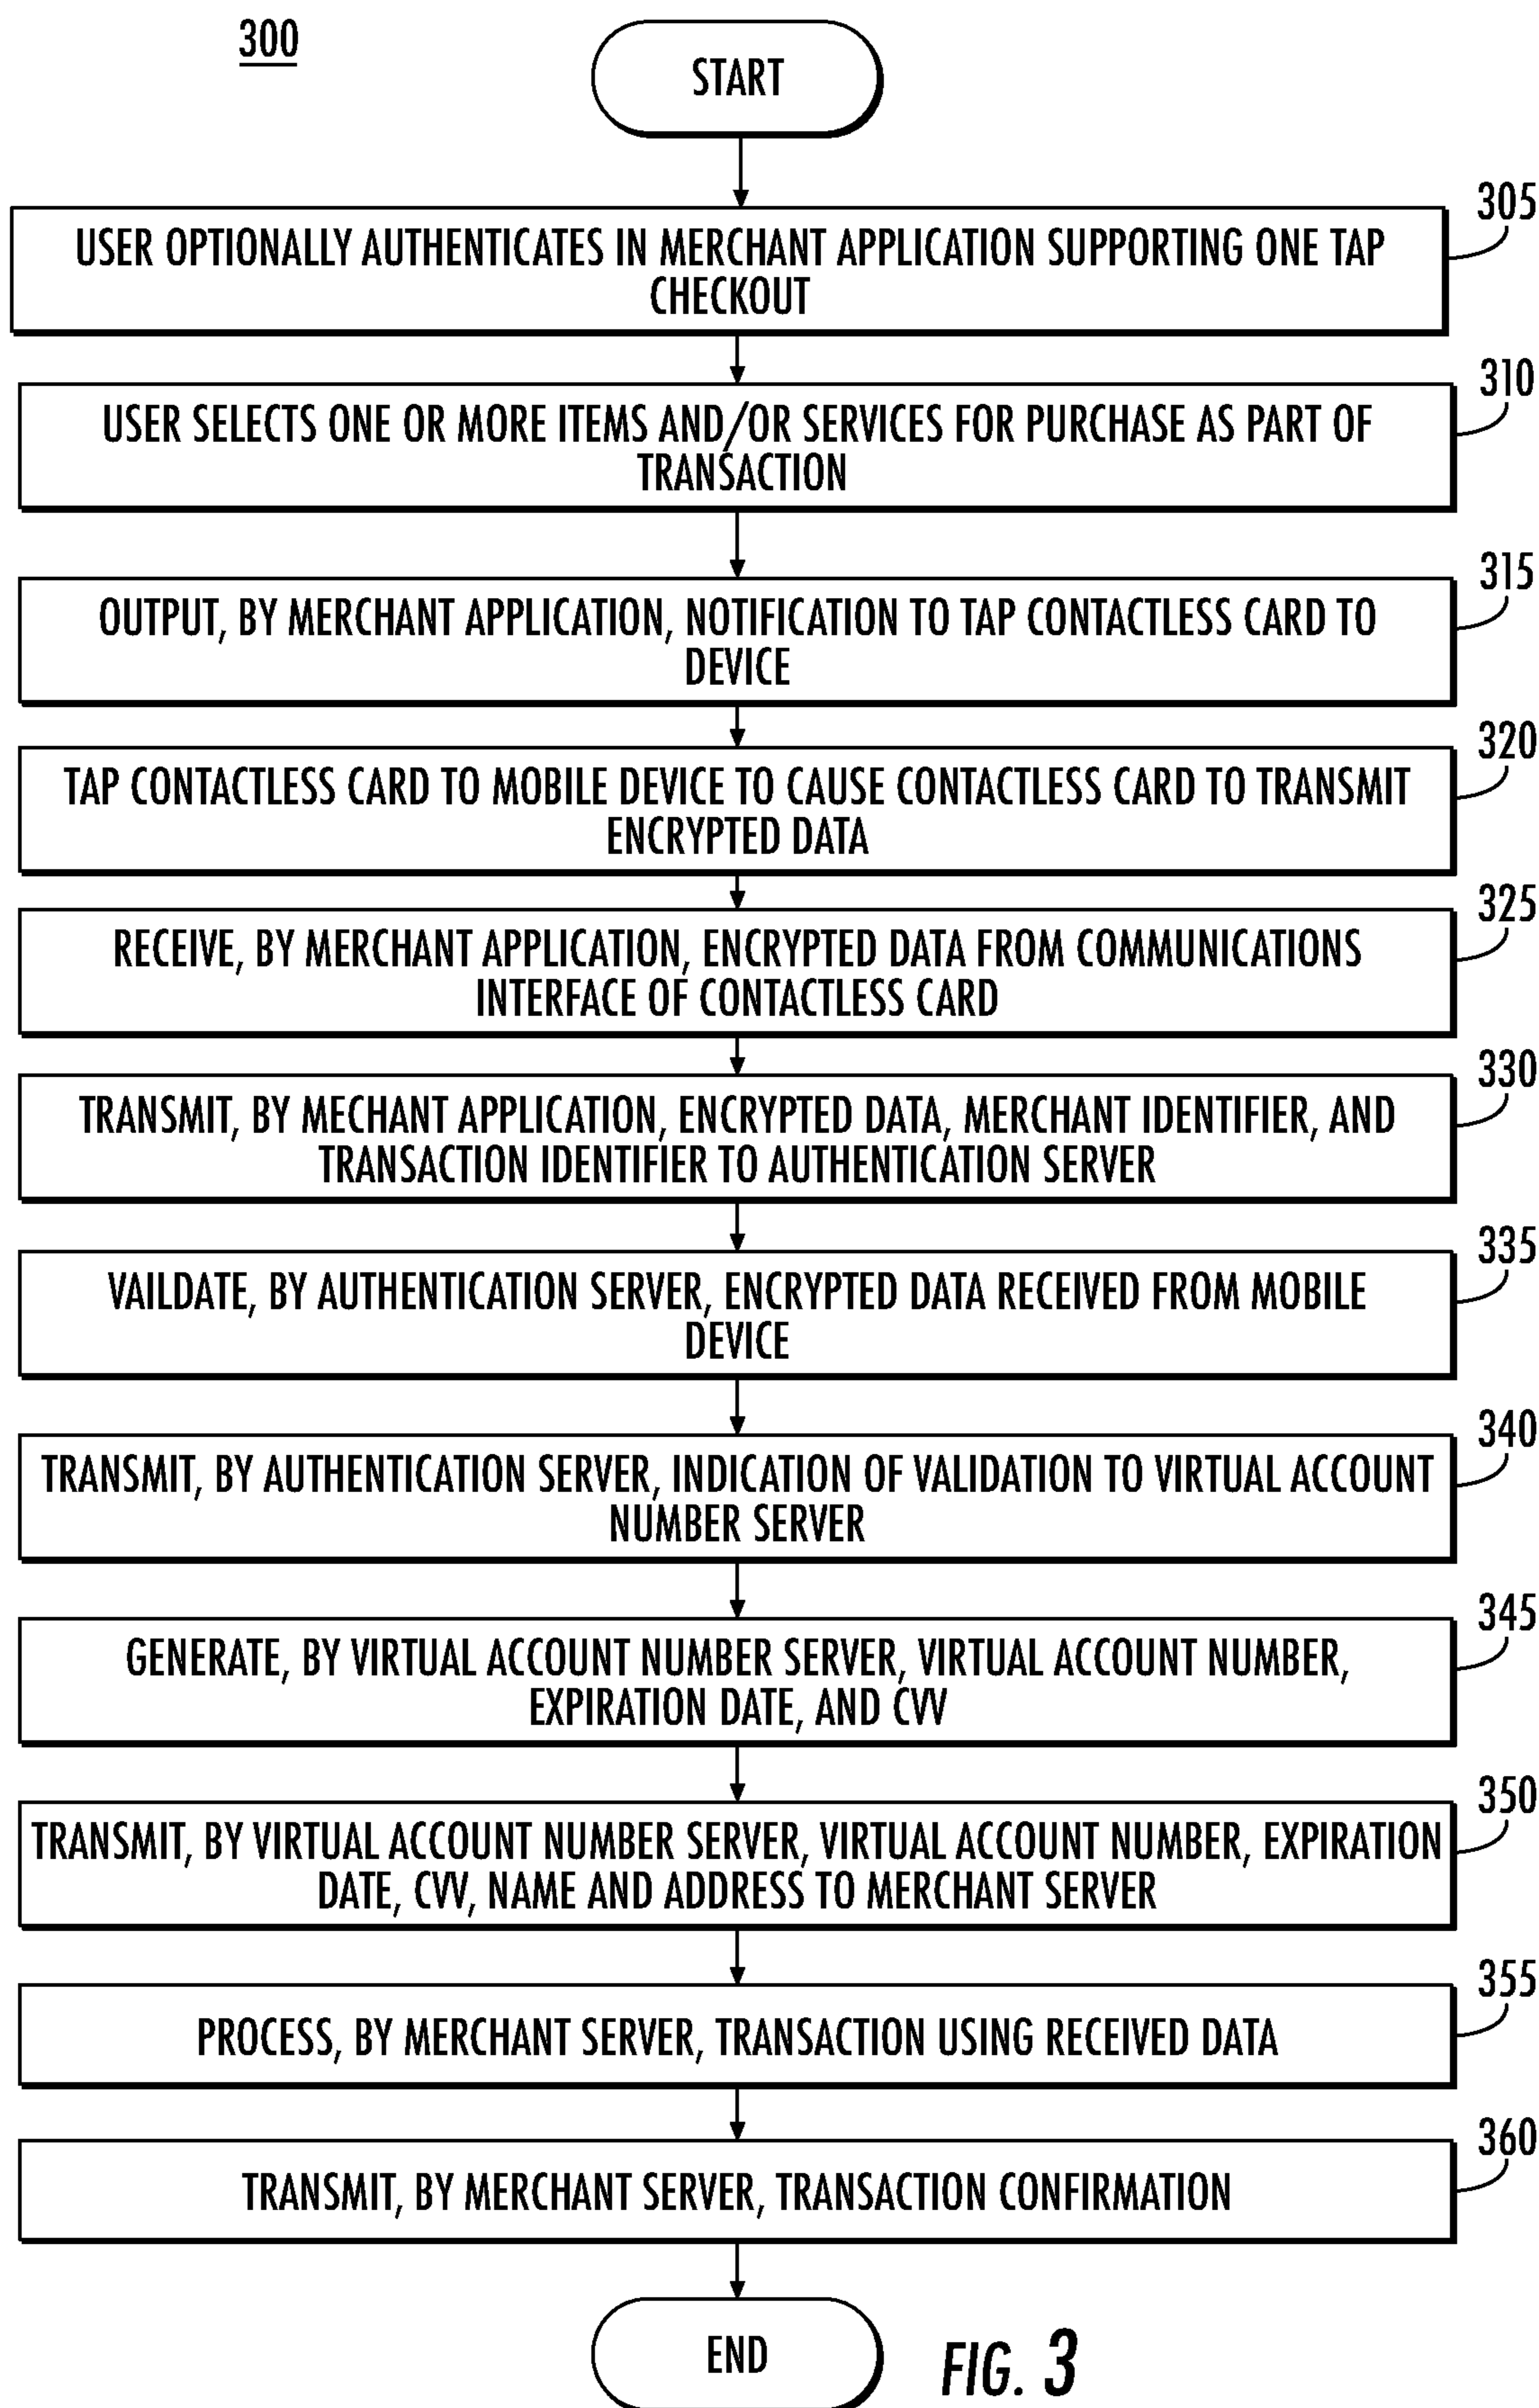 300
START
305
USER OPTIONALLY AUTHENTICATES IN MERCHANT APPLICATION SUPPORTING ONE TAP
CHECKOUT
310
USER SELECTS ONE OR MORE ITEMS AND/OR SERVICES FOR PURCHASE AS PART OF
TRANSACTION
315
OUTPUT, BY MERCHANT APPLICATION, NOTIFICATION TO TAP CONTACTLESS CARD TO
DEVICE
320
TAP CONTACTLESS CARD TO MOBILE DEVICE TO CAUSE CONTACTLESS CARD TO TRANSMIT
ENCRYPTED DATA
325
RECEIVE, BY MERCHANT APPLICATION, ENCRYPTED DATA FROM COMMUNICATIONS
INTERFACE OF CONTACTLESS CARD
330
TRANSMIT, BY MECHANT APPLICATION, ENCRYPTED DATA, MERCHANT IDENTIFIER, AND
TRANSACTION IDENTIFIER TO AUTHENTICATION SERVER
335
VAILDATE, BY AUTHENTICATION SERVER, ENCRYPTED DATA RECEIVED FROM MOBILE
DEVICE
340
TRANSMIT, BY AUTHENTICATION SERVER, INDICATION OF VALIDATION TO VIRTUAL ACCOUNT
NUMBER SERVER
345
GENERATE, BY VIRTUAL ACCOUNT NUMBER SERVER, VIRTUAL ACCOUNT NUMBER,
EXPIRATION DATE, AND CVV
350
TRANSMIT, BY VIRTUAL ACCOUNT NUMBER SERVER, VIRTUAL ACCOUNT NUMBER, EXPIRATION
DATE, CVV, NAME AND ADDRESS TO MERCHANT SERVER
355
PROCESS, BY MERCHANT SERVER, TRANSACTION USING RECEIVED DATA
360
TRANSMIT, BY MERCHANT SERVER, TRANSACTION CONFIRMATION
END
FIG. 3